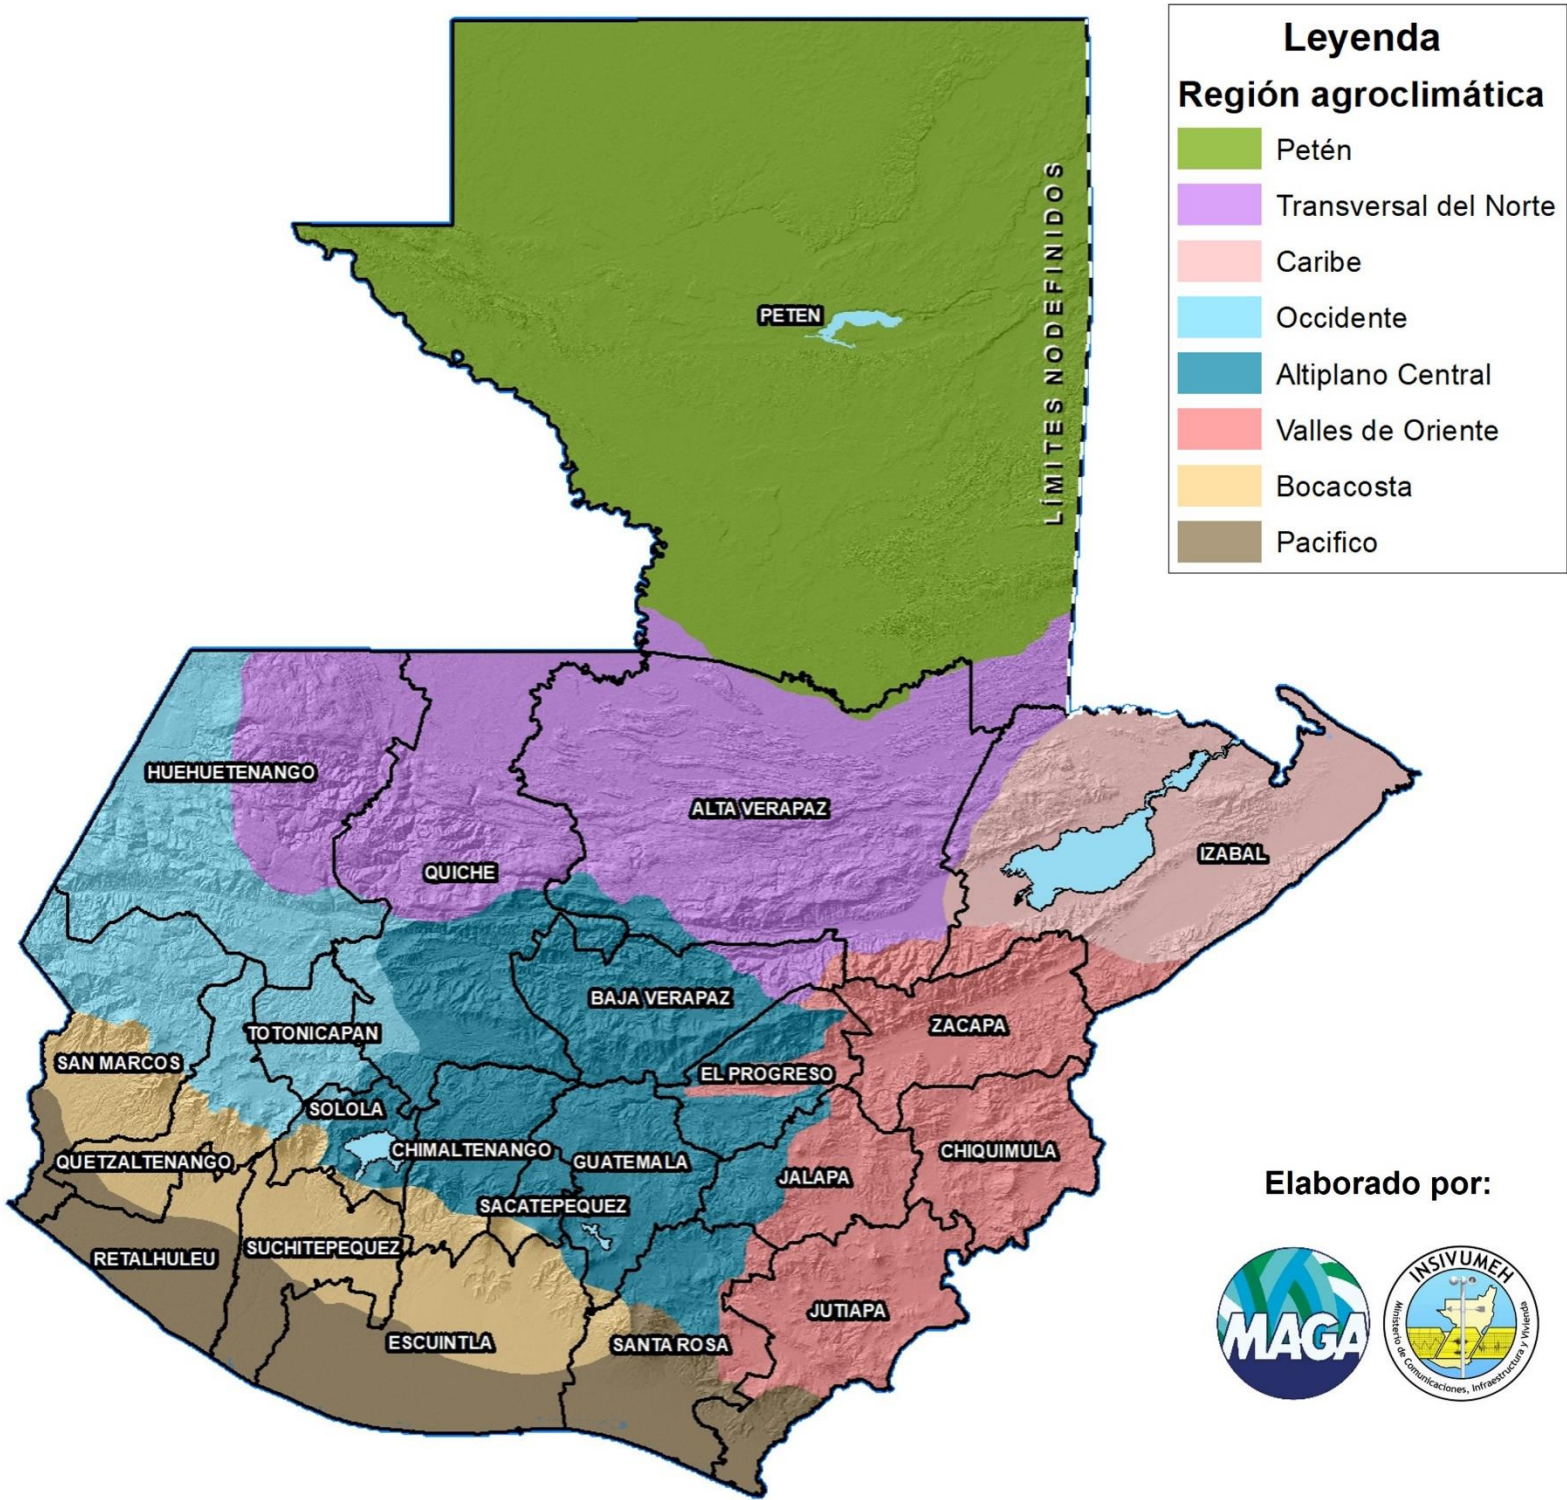 Leyenda
Región agroclimática
Petén
Transversal del Norte
Caribe
Occidente
Altiplano Central
Valles de Oriente
Bocacosta
Pacifico
LÍMITES NODEFINIDOS
PETEN
HUEHUETENANGO
ALTA VERAPAZ
QUICHE
IZABAL
BAJA VERAPAZ
ZACAPA
TOTONICAPAN
SAN MARCOS
EL PROGRESO
SOLOLA
CHIMALTENANGO
QUETZALTENANGO
GUATEMALA
CHIQUIMULA
JALAPA
SACATEPEQUEZ
SUCHITEPEQUEZ
RETALHULEU
JUTIAPA
ESCUINTLA
SANTA ROSA
Elaborado por:
MAGA
INSIVUMEH
Ministerio de Comunicaciones, Infraestructura y Vivienda